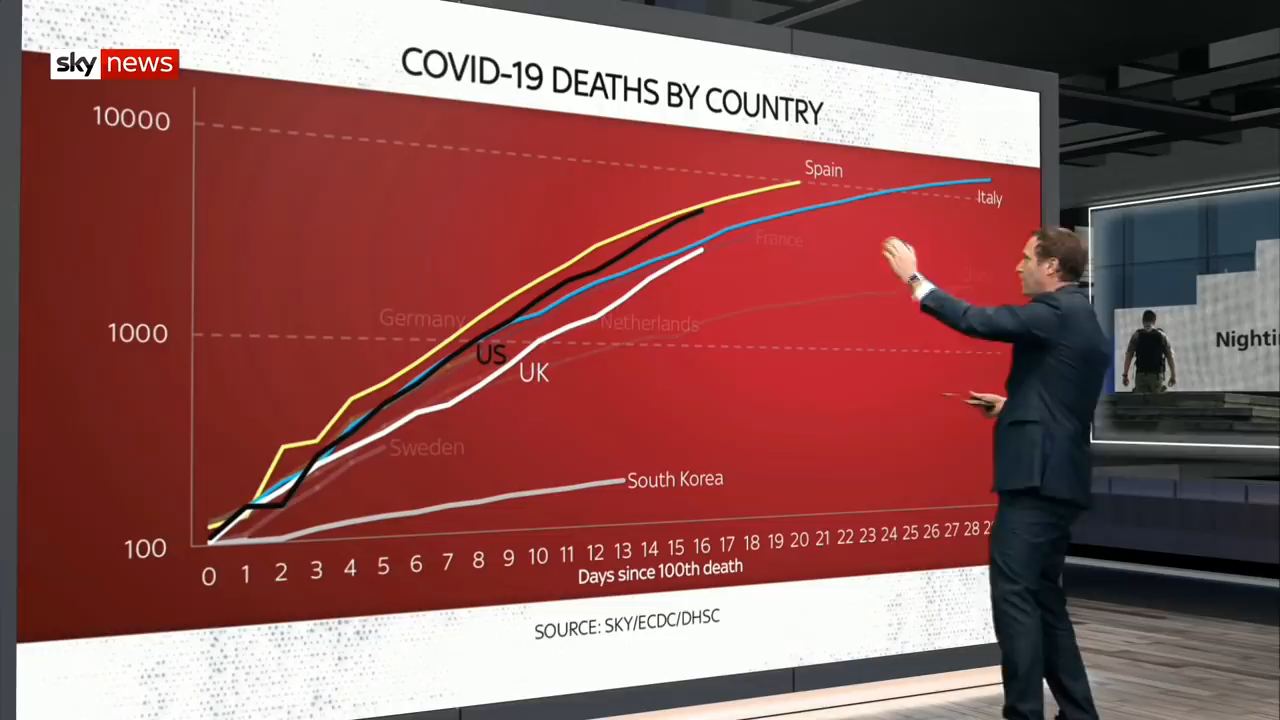 sky news
COVID-19 DEATHS BY COUNTRY
10000
Spain
Italy
France
Germany
Netherlands
1000
US
UK
Nighti
Sweden
South Korea
100
0 1 2 3 4 5 6 7 8 9 10 11 12 13 14 15 16 17 18 19 20 21 22 23 24 25 26 27 28
Days since 100th death
SOURCE: SKY/ECDC/DHSC